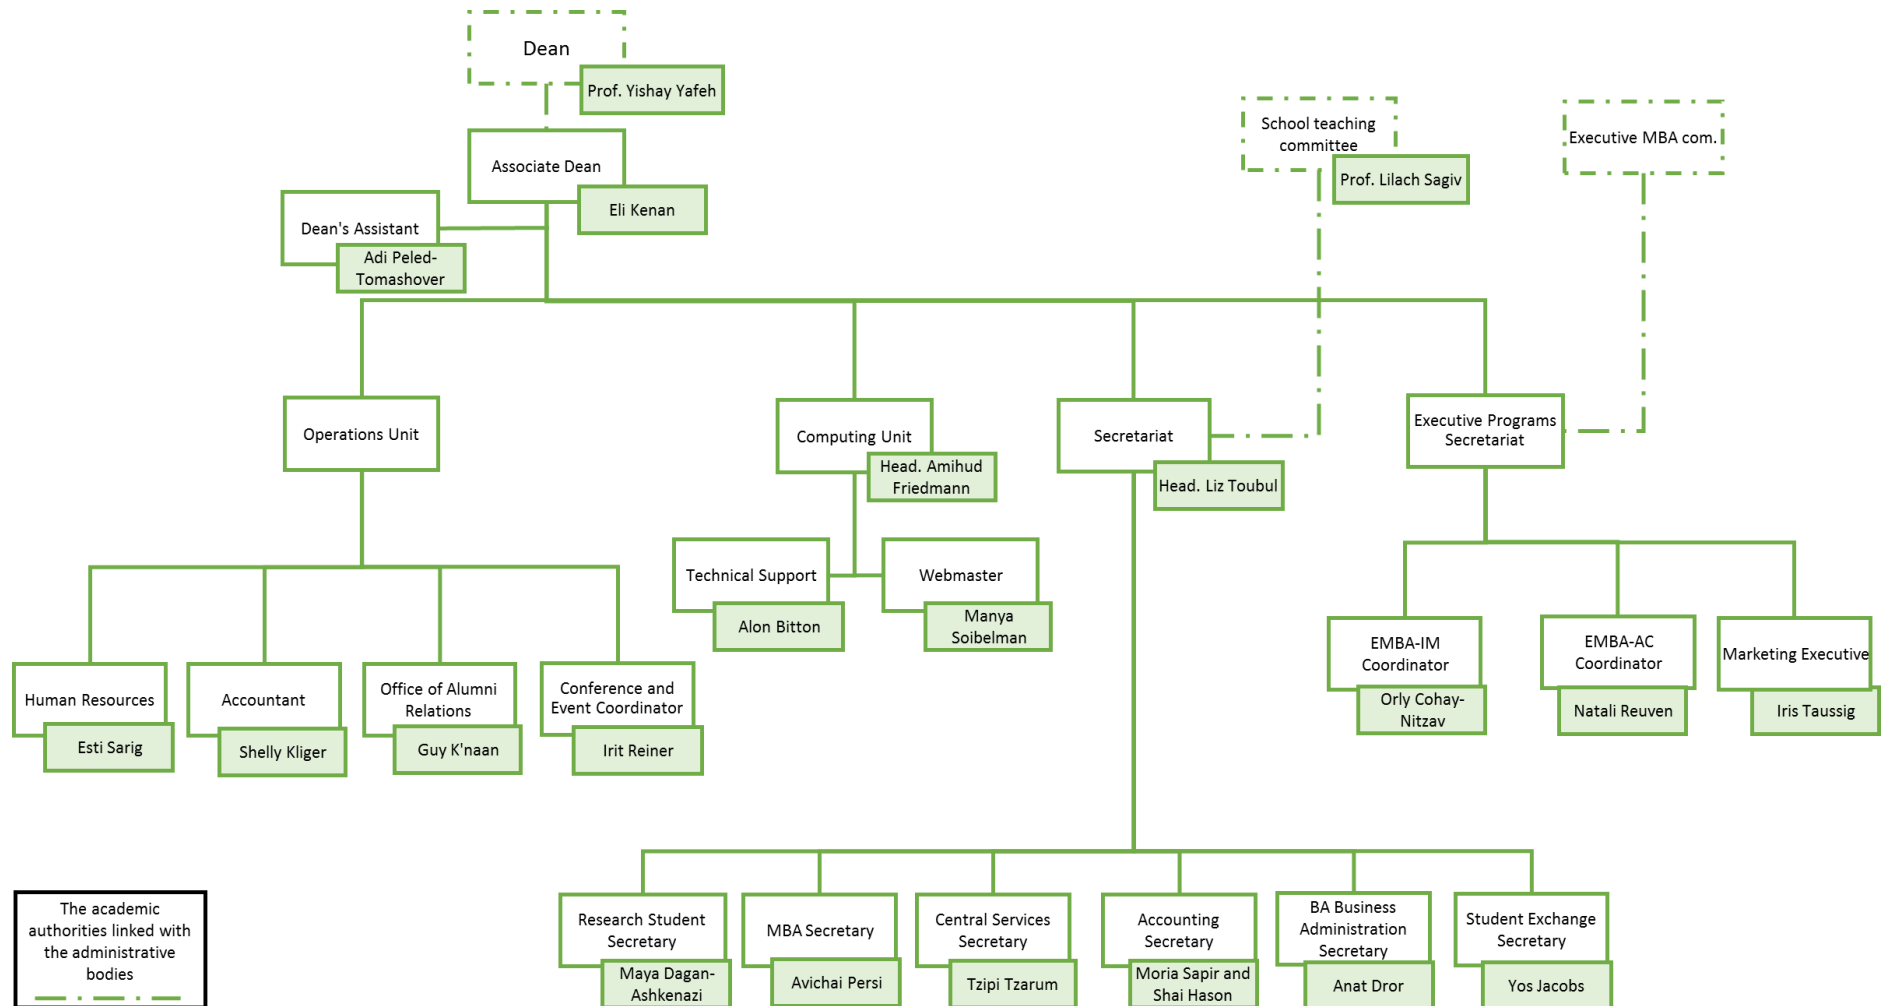 Dean
Prof. Yishay Yafeh
Associate Dean
Eli Kenan
Dean's Assistant
Adi Peled-
Tomashover
School teaching
committee
Prof. Lilach Sagiv
Executive MBA com.
Operations Unit
Computing Unit
Head. Amihud
Friedmann
Secretariat
Head. Liz Toubul
Executive Programs
Secretariat
Technical Support
Alon Bitton
Webmaster
Manya
Soibelman
Human Resources
Esti Sarig
Accountant
Shelly Kliger
Office of Alumni
Relations
Guy K'naan
Conference and
Event Coordinator
Irit Reiner
EMBA-IM
Coordinator
Orly Cohay-
Nitzav
EMBA-AC
Coordinator
Natali Reuven
Marketing Executive
Iris Taussig
Research Student
Secretary
Maya Dagan-
Ashkenazi
MBA Secretary
Avichai Persi
Central Services
Secretary
Tzipi Tzarum
Accounting
Secretary
Moria Sapir and
Shai Hason
BA Business
Administration
Secretary
Anat Dror
Student Exchange
Secretary
Yos Jacobs
The academic
authorities linked with
the administrative
bodies